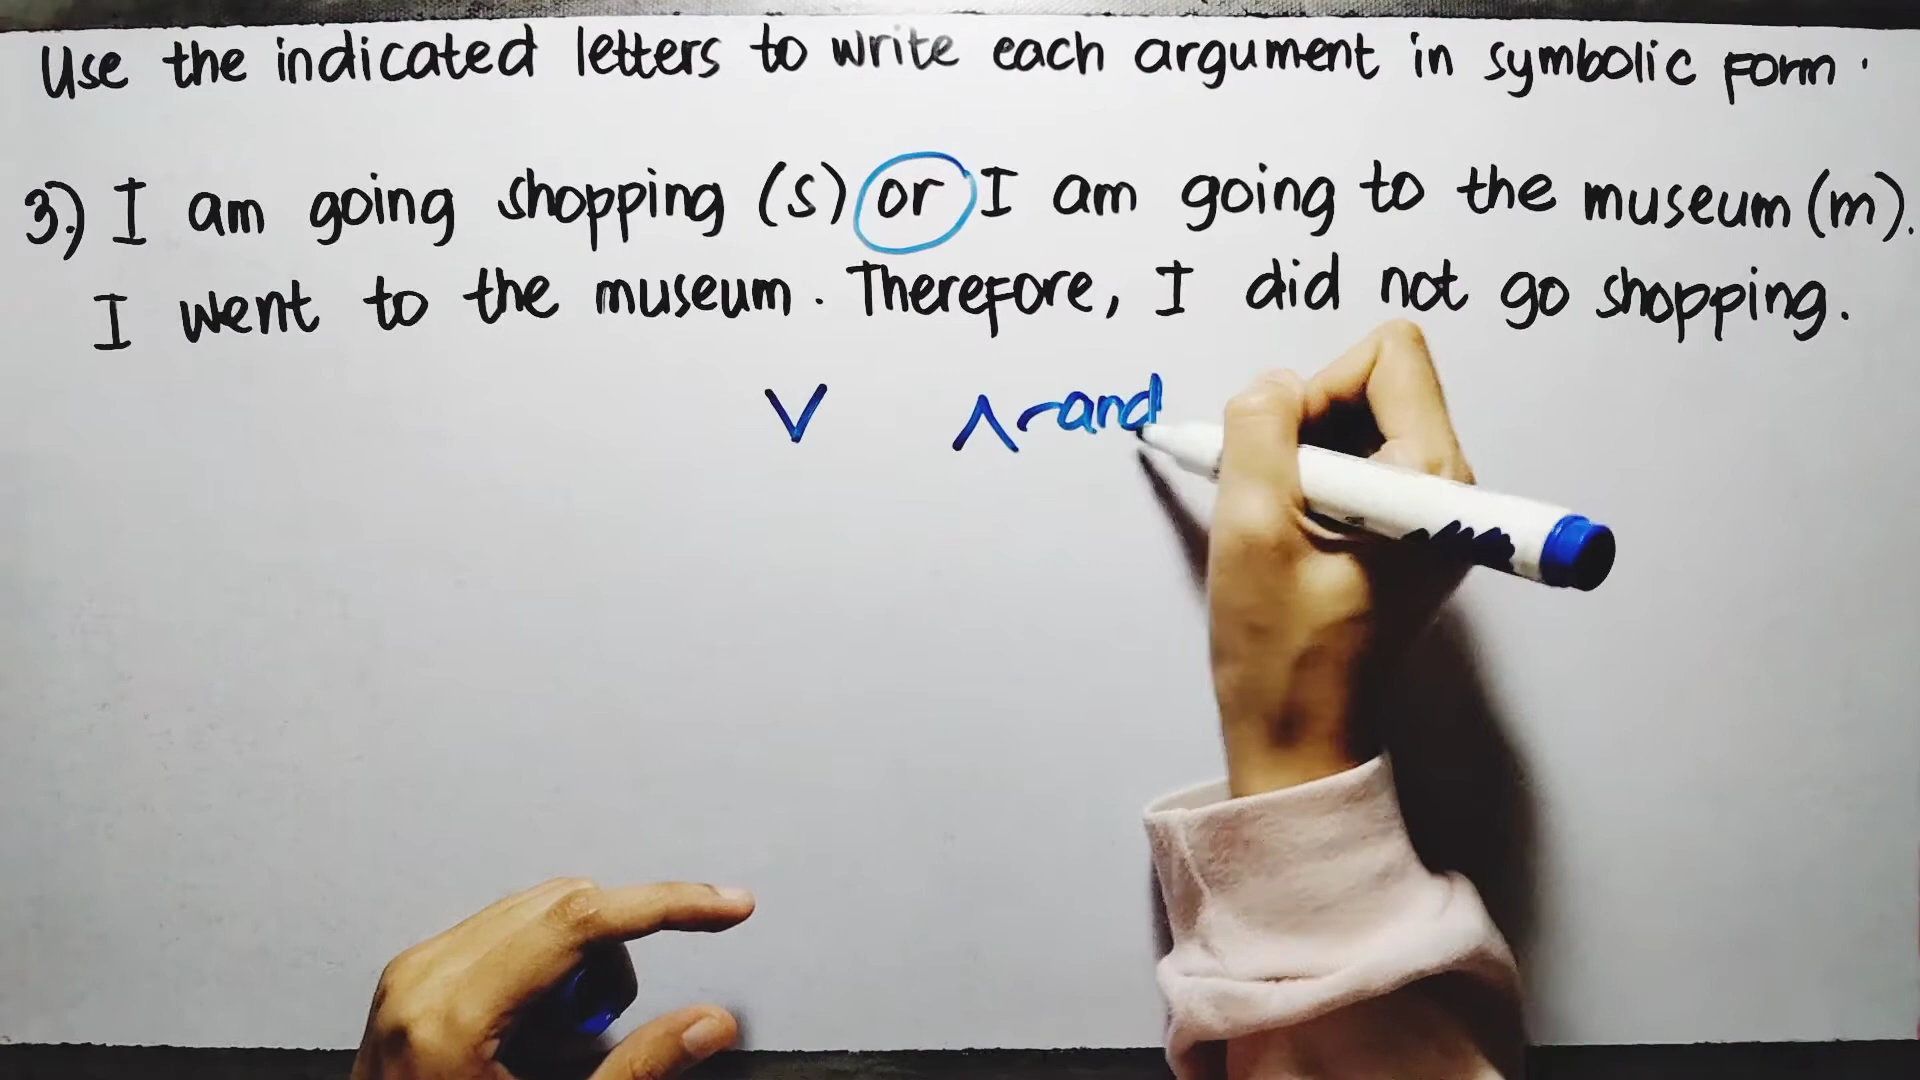 Use the indicated letters to write each argument in symbolic form.
3.) I am going shopping (s) or I am going to the museum (m).
I went to the museum. Therefore, I did not go shopping.
∨ ∧ and